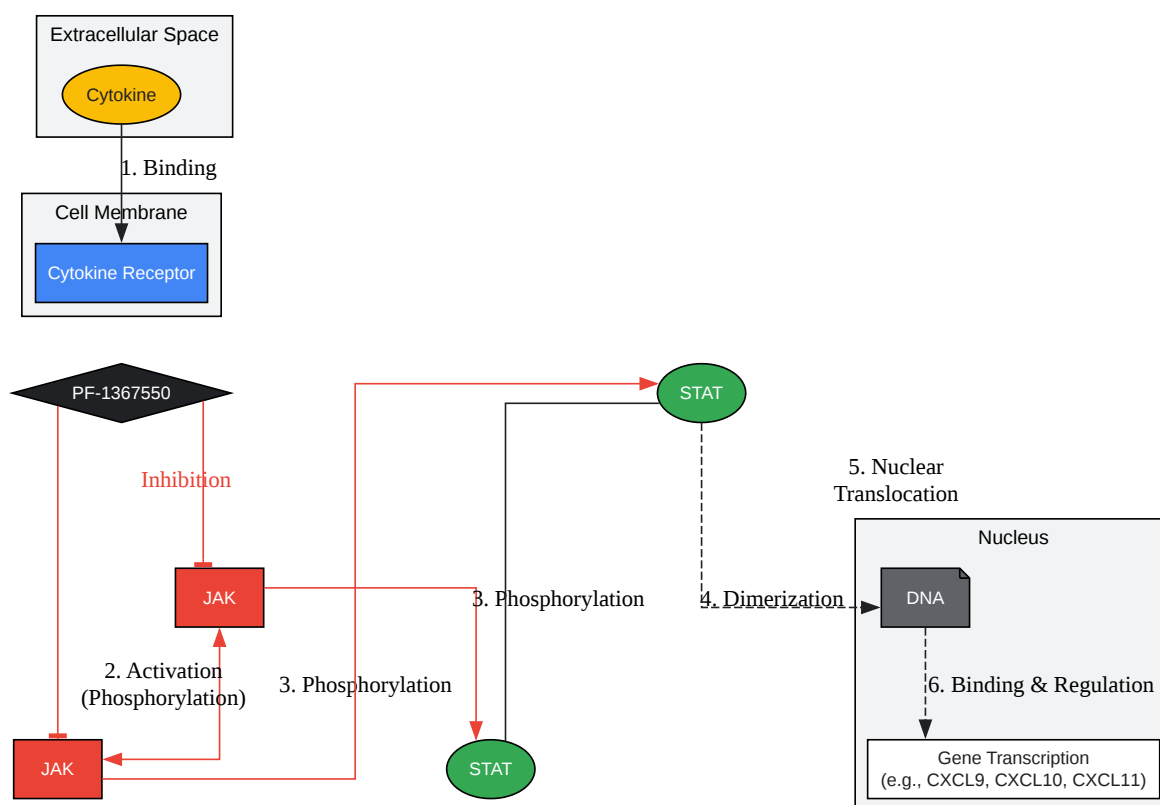 Extracellular Space
Cytokine
1. Binding
Cell Membrane
Cytokine Receptor
PF-1367550
STAT
Inhibition
5. Nuclear
Translocation
Nucleus
JAK
3. Phosphorylation
4. Dimerization
DNA
2. Activation
(Phosphorylation)
3. Phosphorylation
6. Binding & Regulation
JAK
STAT
Gene Transcription
(e.g., CXCL9, CXCL10, CXCL11)